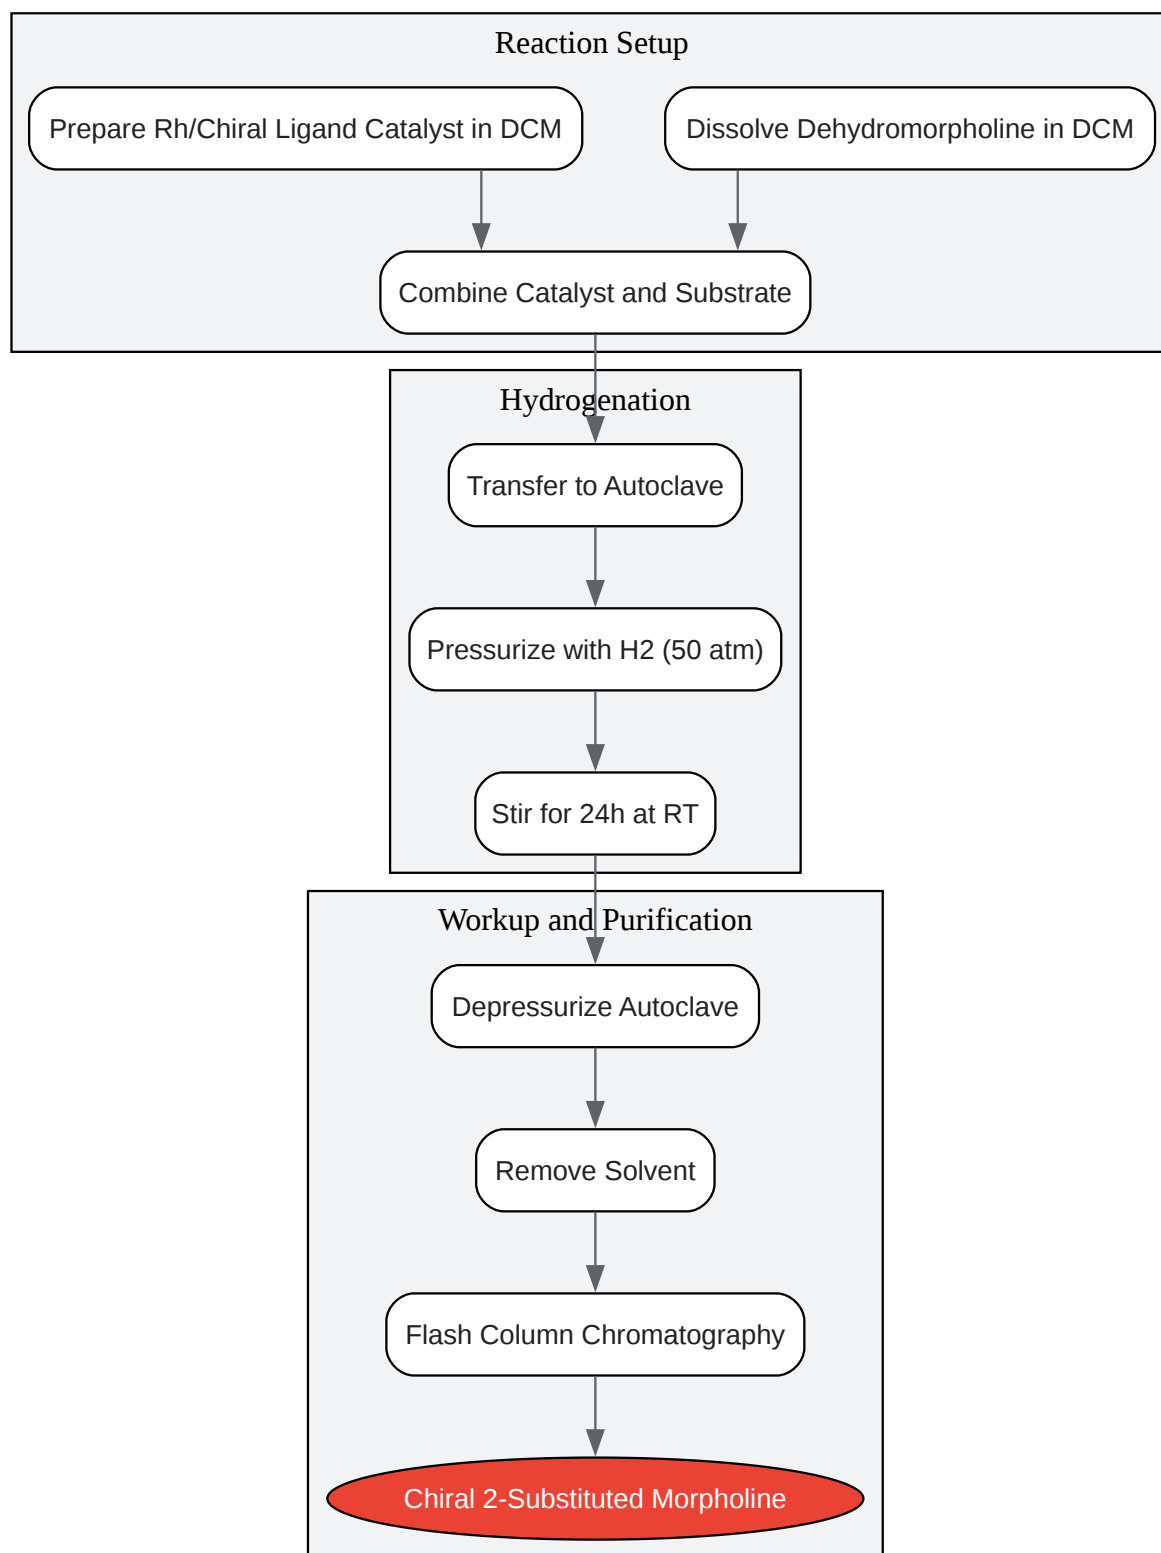 Reaction Setup
Prepare Rh/Chiral Ligand Catalyst in DCM
Dissolve Dehydromorpholine in DCM
Combine Catalyst and Substrate
Hydrogenation
Transfer to Autoclave
Pressurize with H2 (50 atm)
Stir for 24h at RT
Workup and Purification
Depressurize Autoclave
Remove Solvent
Flash Column Chromatography
Chiral 2-Substituted Morpholine